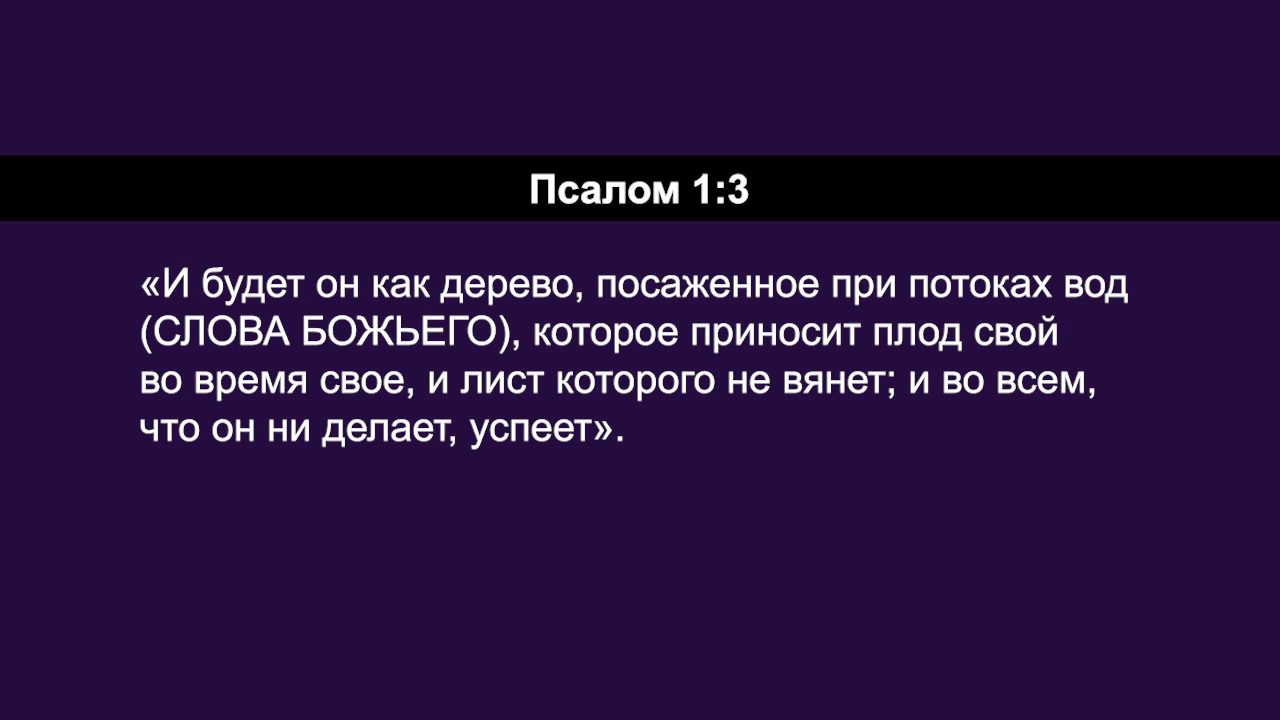 Псалом 1:3
«И будет он как дерево, посаженное при потоках вод
(СЛОВА БОЖЬЕГО), которое приносит плод свой
во время свое, и лист которого не вянет; и во всем,
что он ни делает, успеет».